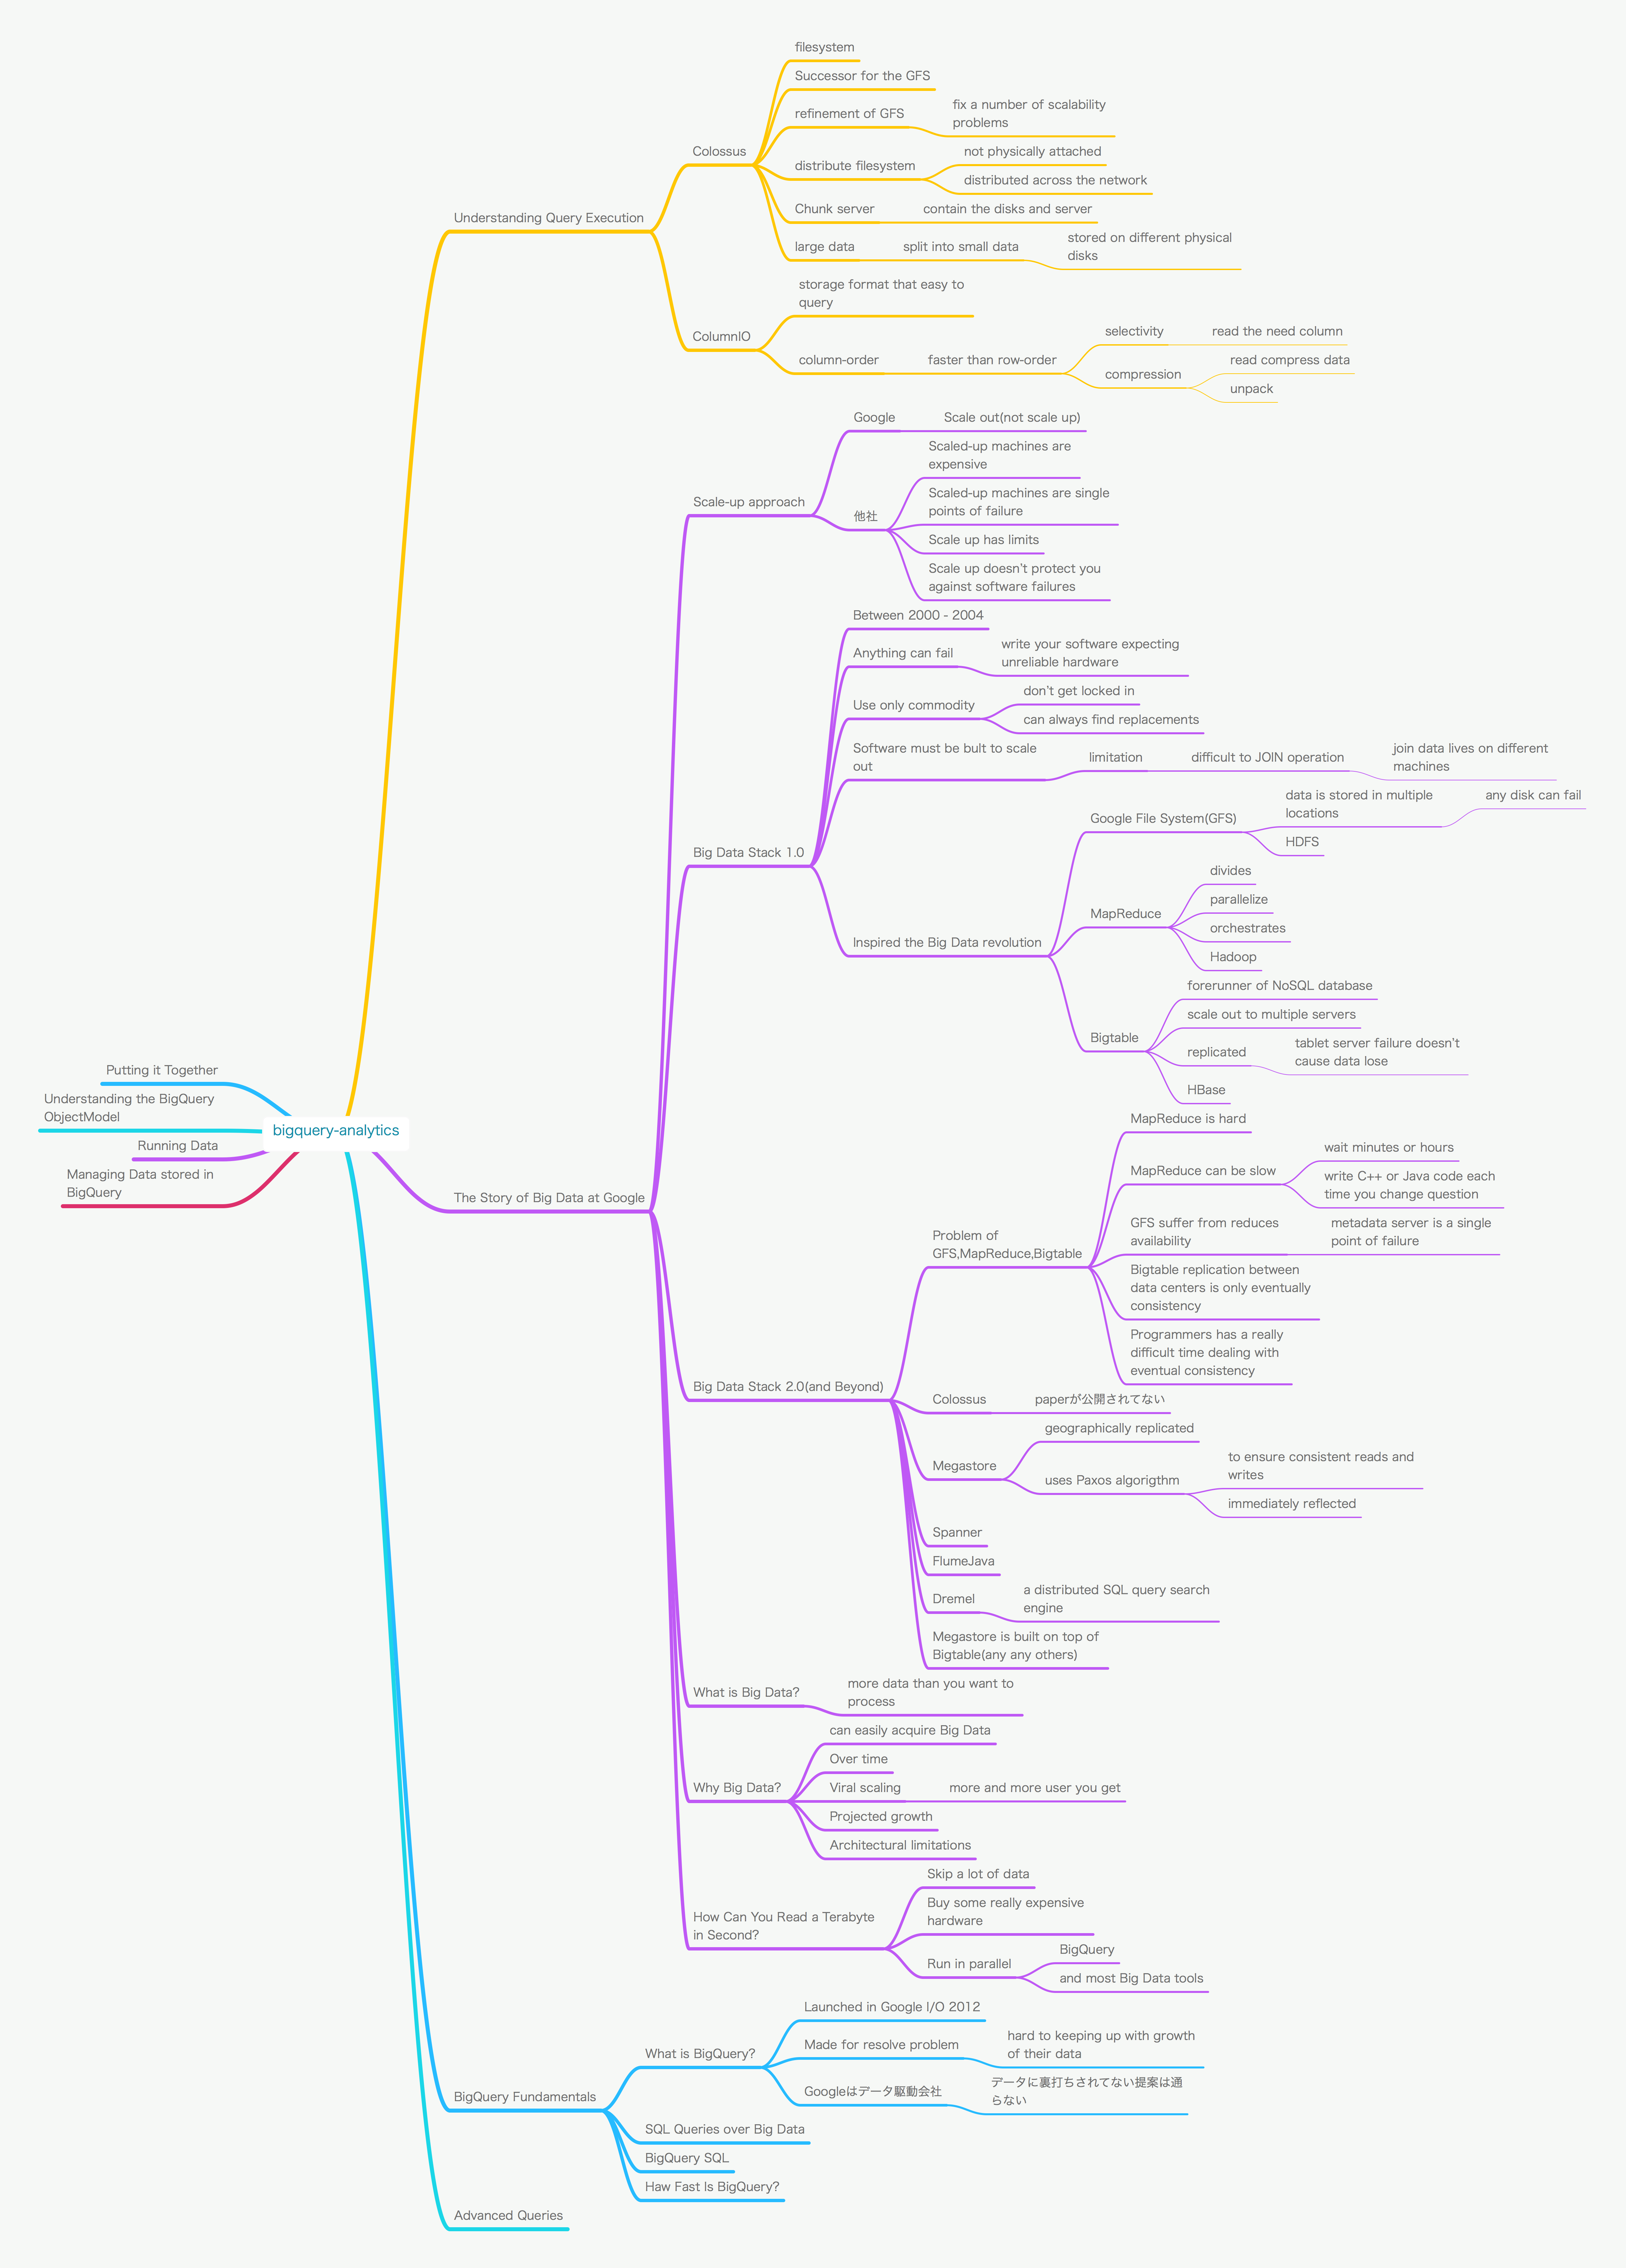 bigquery-analytics
Understanding Query Execution
Colossus
filesystem
Successor for the GFS
refinement of GFS
fix a number of scalability
problems
distribute filesystem
not physically attached
distributed across the network
Chunk server
contain the disks and server
large data
split into small data
stored on different physical
disks
ColumnIO
storage format that easy to
query
column-order
faster than row-order
selectivity
read the need column
compression
read compress data
unpack
The Story of Big Data at Google
Scale-up approach
Google
Scale out(not scale up)
他社
Scaled-up machines are
expensive
Scaled-up machines are single
points of failure
Scale up has limits
Scale up doesn't protect you
against software failures
Big Data Stack 1.0
Between 2000 - 2004
Anything can fail
write your software expecting
unreliable hardware
Use only commodity
don't get locked in
can always find replacements
Software must be bult to scale
out
limitation
difficult to JOIN operation
join data lives on different
machines
Inspired the Big Data revolution
Google File System(GFS)
data is stored in multiple
locations
any disk can fail
HDFS
MapReduce
divides
parallelize
orchestrates
Hadoop
Bigtable
forerunner of NoSQL database
scale out to multiple servers
replicated
tablet server failure doesn't
cause data lose
HBase
Big Data Stack 2.0(and Beyond)
Problem of
GFS,MapReduce,Bigtable
MapReduce is hard
MapReduce can be slow
wait minutes or hours
write C++ or Java code each
time you change question
GFS suffer from reduces
availability
metadata server is a single
point of failure
Bigtable replication between
data centers is only eventually
consistency
Programmers has a really
difficult time dealing with
eventual consistency
Colossus
paperが公開されてない
Megastore
geographically replicated
uses Paxos algorigthm
to ensure consistent reads and
writes
immediately reflected
Spanner
FlumeJava
Dremel
a distributed SQL query search
engine
Megastore is built on top of
Bigtable(any any others)
What is Big Data?
more data than you want to
process
Why Big Data?
can easily acquire Big Data
Over time
Viral scaling
more and more user you get
Projected growth
Architectural limitations
How Can You Read a Terabyte
in Second?
Skip a lot of data
Buy some really expensive
hardware
Run in parallel
BigQuery
and most Big Data tools
BigQuery Fundamentals
What is BigQuery?
Launched in Google I/O 2012
Made for resolve problem
hard to keeping up with growth
of their data
Googleはデータ駆動会社
データに裏打ちされてない提案は通
らない
SQL Queries over Big Data
BigQuery SQL
Haw Fast Is BigQuery?
Advanced Queries
Putting it Together
Understanding the BigQuery
ObjectModel
Running Data
Managing Data stored in
BigQuery